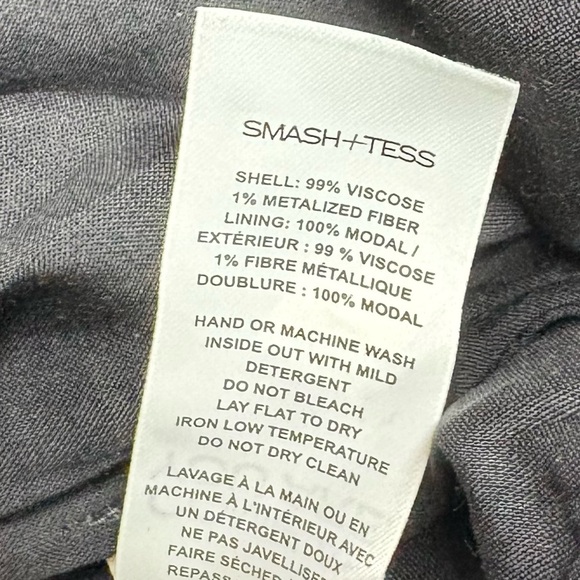 SMASH+TESS
SHELL: 99% VISCOSE
1% METALIZED FIBER
LINING: 100% MODAL /
EXTÉRIEUR : 99 % VISCOSE
1% FIBRE MÉTALLIQUE
DOUBLURE : 100% MODAL
HAND OR MACHINE WASH
INSIDE OUT WITH MILD
DETERGENT
DO NOT BLEACH
LAY FLAT TO DRY
IRON LOW TEMPERATURE
DO NOT DRY CLEAN
LAVAGE À LA MAIN OU EN
MACHINE À L'INTÉRIEUR AVEC
UN DÉTERGENT DOUX
NE PAS JAVELLISER
FAIRE SÉCHER